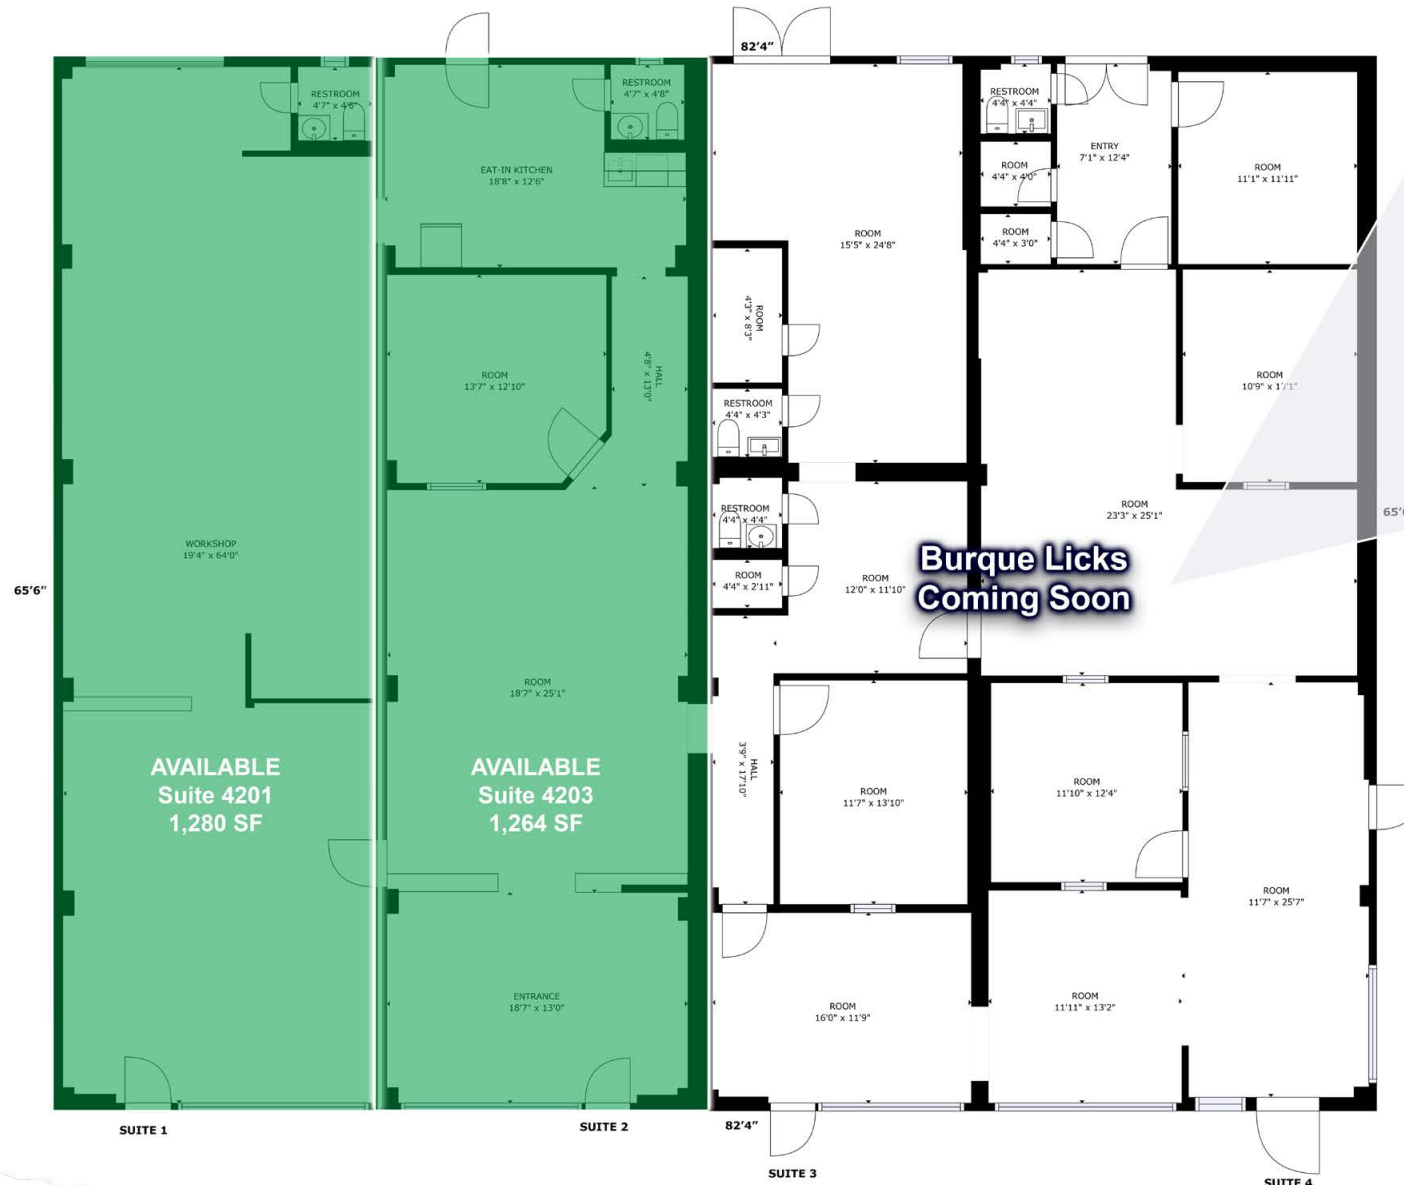 82'4"
RESTROOM
4'7" x 4'6"
RESTROOM
4'7" x 4'8"
EAT-IN KITCHEN
18'8" x 12'6"
RESTROOM
4'4" x 4'4"
ENTRY
7'1" x 12'4"
ROOM
4'4" x 4'0"
ROOM
11'1" x 11'11"
ROOM
4'4" x 3'0"
ROOM
15'5" x 24'8"
ROOM
4'3" x 8'3"
ROOM
13'7" x 12'10"
HALL
4'8" x 13'0"
ROOM
RESTROOM
4'4" x 4'3"
RESTROOM
4'4" x 4'4"
ROOM
23'3" x 25'1"
WORKSHOP
19'4" x 64'0"
Burque Licks
Coming Soon
ROOM
4'4" x 2'11"
ROOM
12'0" x 11'10"
65'6"
ROOM
18'7" x 25'1"
AVAILABLE
Suite 4201
1,280 SF
AVAILABLE
Suite 4203
1,264 SF
HALL
3'9" x 17'10"
ROOM
11'7" x 13'10"
ROOM
11'10" x 12'4"
ROOM
11'7" x 25'7"
ENTRANCE
18'7" x 13'0"
ROOM
16'0" x 11'9"
ROOM
11'11" x 13'2"
SUITE 1
SUITE 2
82'4"
SUITE 3
SUITE 4